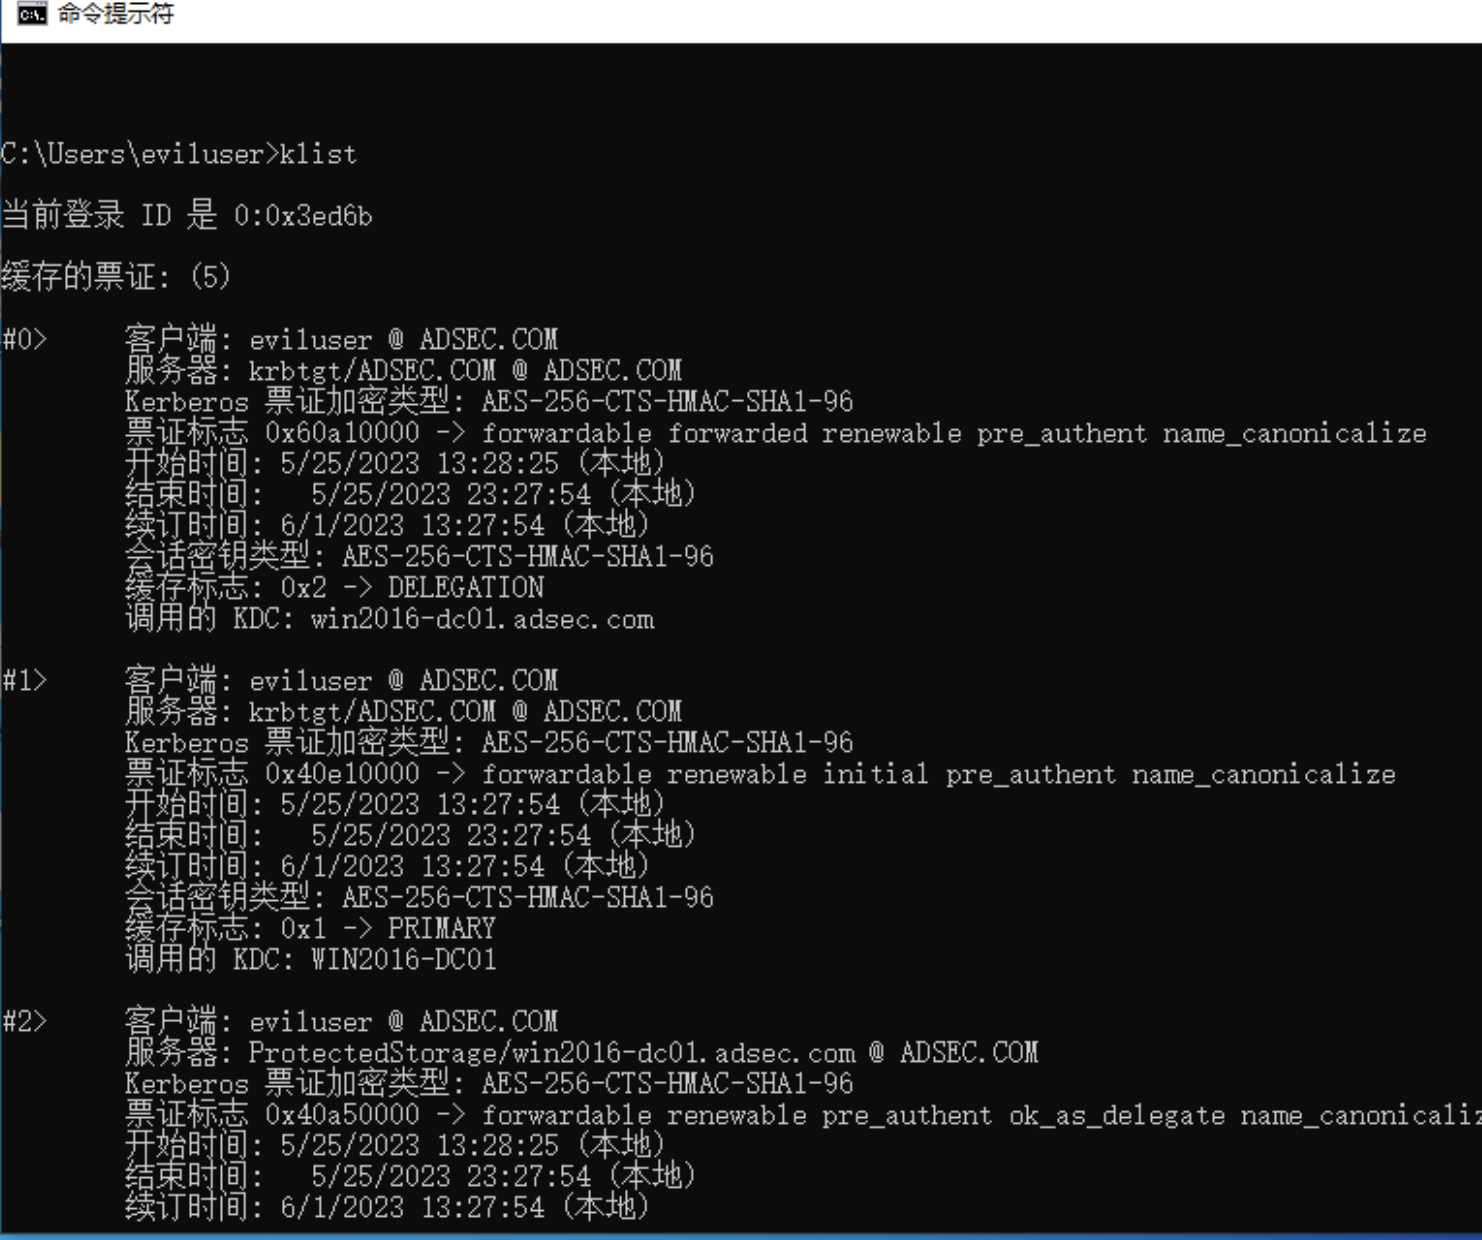 命令提示符
C:\Users\eviluser>klist
当前登录 ID 是 0:0x3ed6b
缓存的票证: (5)
#0> 客户端: eviluser @ ADSEC.COM
服务器: krbtgt/ADSEC.COM @ ADSEC.COM
Kerberos 票证加密类型: AES-256-CTS-HMAC-SHA1-96
票证标志 0x60a10000 -> forwardable forwarded renewable pre_authent name_canonicalize
开始时间: 5/25/2023 13:28:25 (本地)
结束时间:   5/25/2023 23:27:54 (本地)
续订时间: 6/1/2023 13:27:54 (本地)
会话密钥类型: AES-256-CTS-HMAC-SHA1-96
缓存标志: 0x2 -> DELEGATION
调用的 KDC: win2016-dc01.adsec.com
#1> 客户端: eviluser @ ADSEC.COM
服务器: krbtgt/ADSEC.COM @ ADSEC.COM
Kerberos 票证加密类型: AES-256-CTS-HMAC-SHA1-96
票证标志 0x40e10000 -> forwardable renewable initial pre_authent name_canonicalize
开始时间: 5/25/2023 13:27:54 (本地)
结束时间:   5/25/2023 23:27:54 (本地)
续订时间: 6/1/2023 13:27:54 (本地)
会话密钥类型: AES-256-CTS-HMAC-SHA1-96
缓存标志: 0x1 -> PRIMARY
调用的 KDC: WIN2016-DC01
#2> 客户端: eviluser @ ADSEC.COM
服务器: ProtectedStorage/win2016-dc01.adsec.com @ ADSEC.COM
Kerberos 票证加密类型: AES-256-CTS-HMAC-SHA1-96
票证标志 0x40a50000 -> forwardable renewable pre_authent ok_as_delegate name_canonicaliz
开始时间: 5/25/2023 13:28:25 (本地)
结束时间:   5/25/2023 23:27:54 (本地)
续订时间: 6/1/2023 13:27:54 (本地)